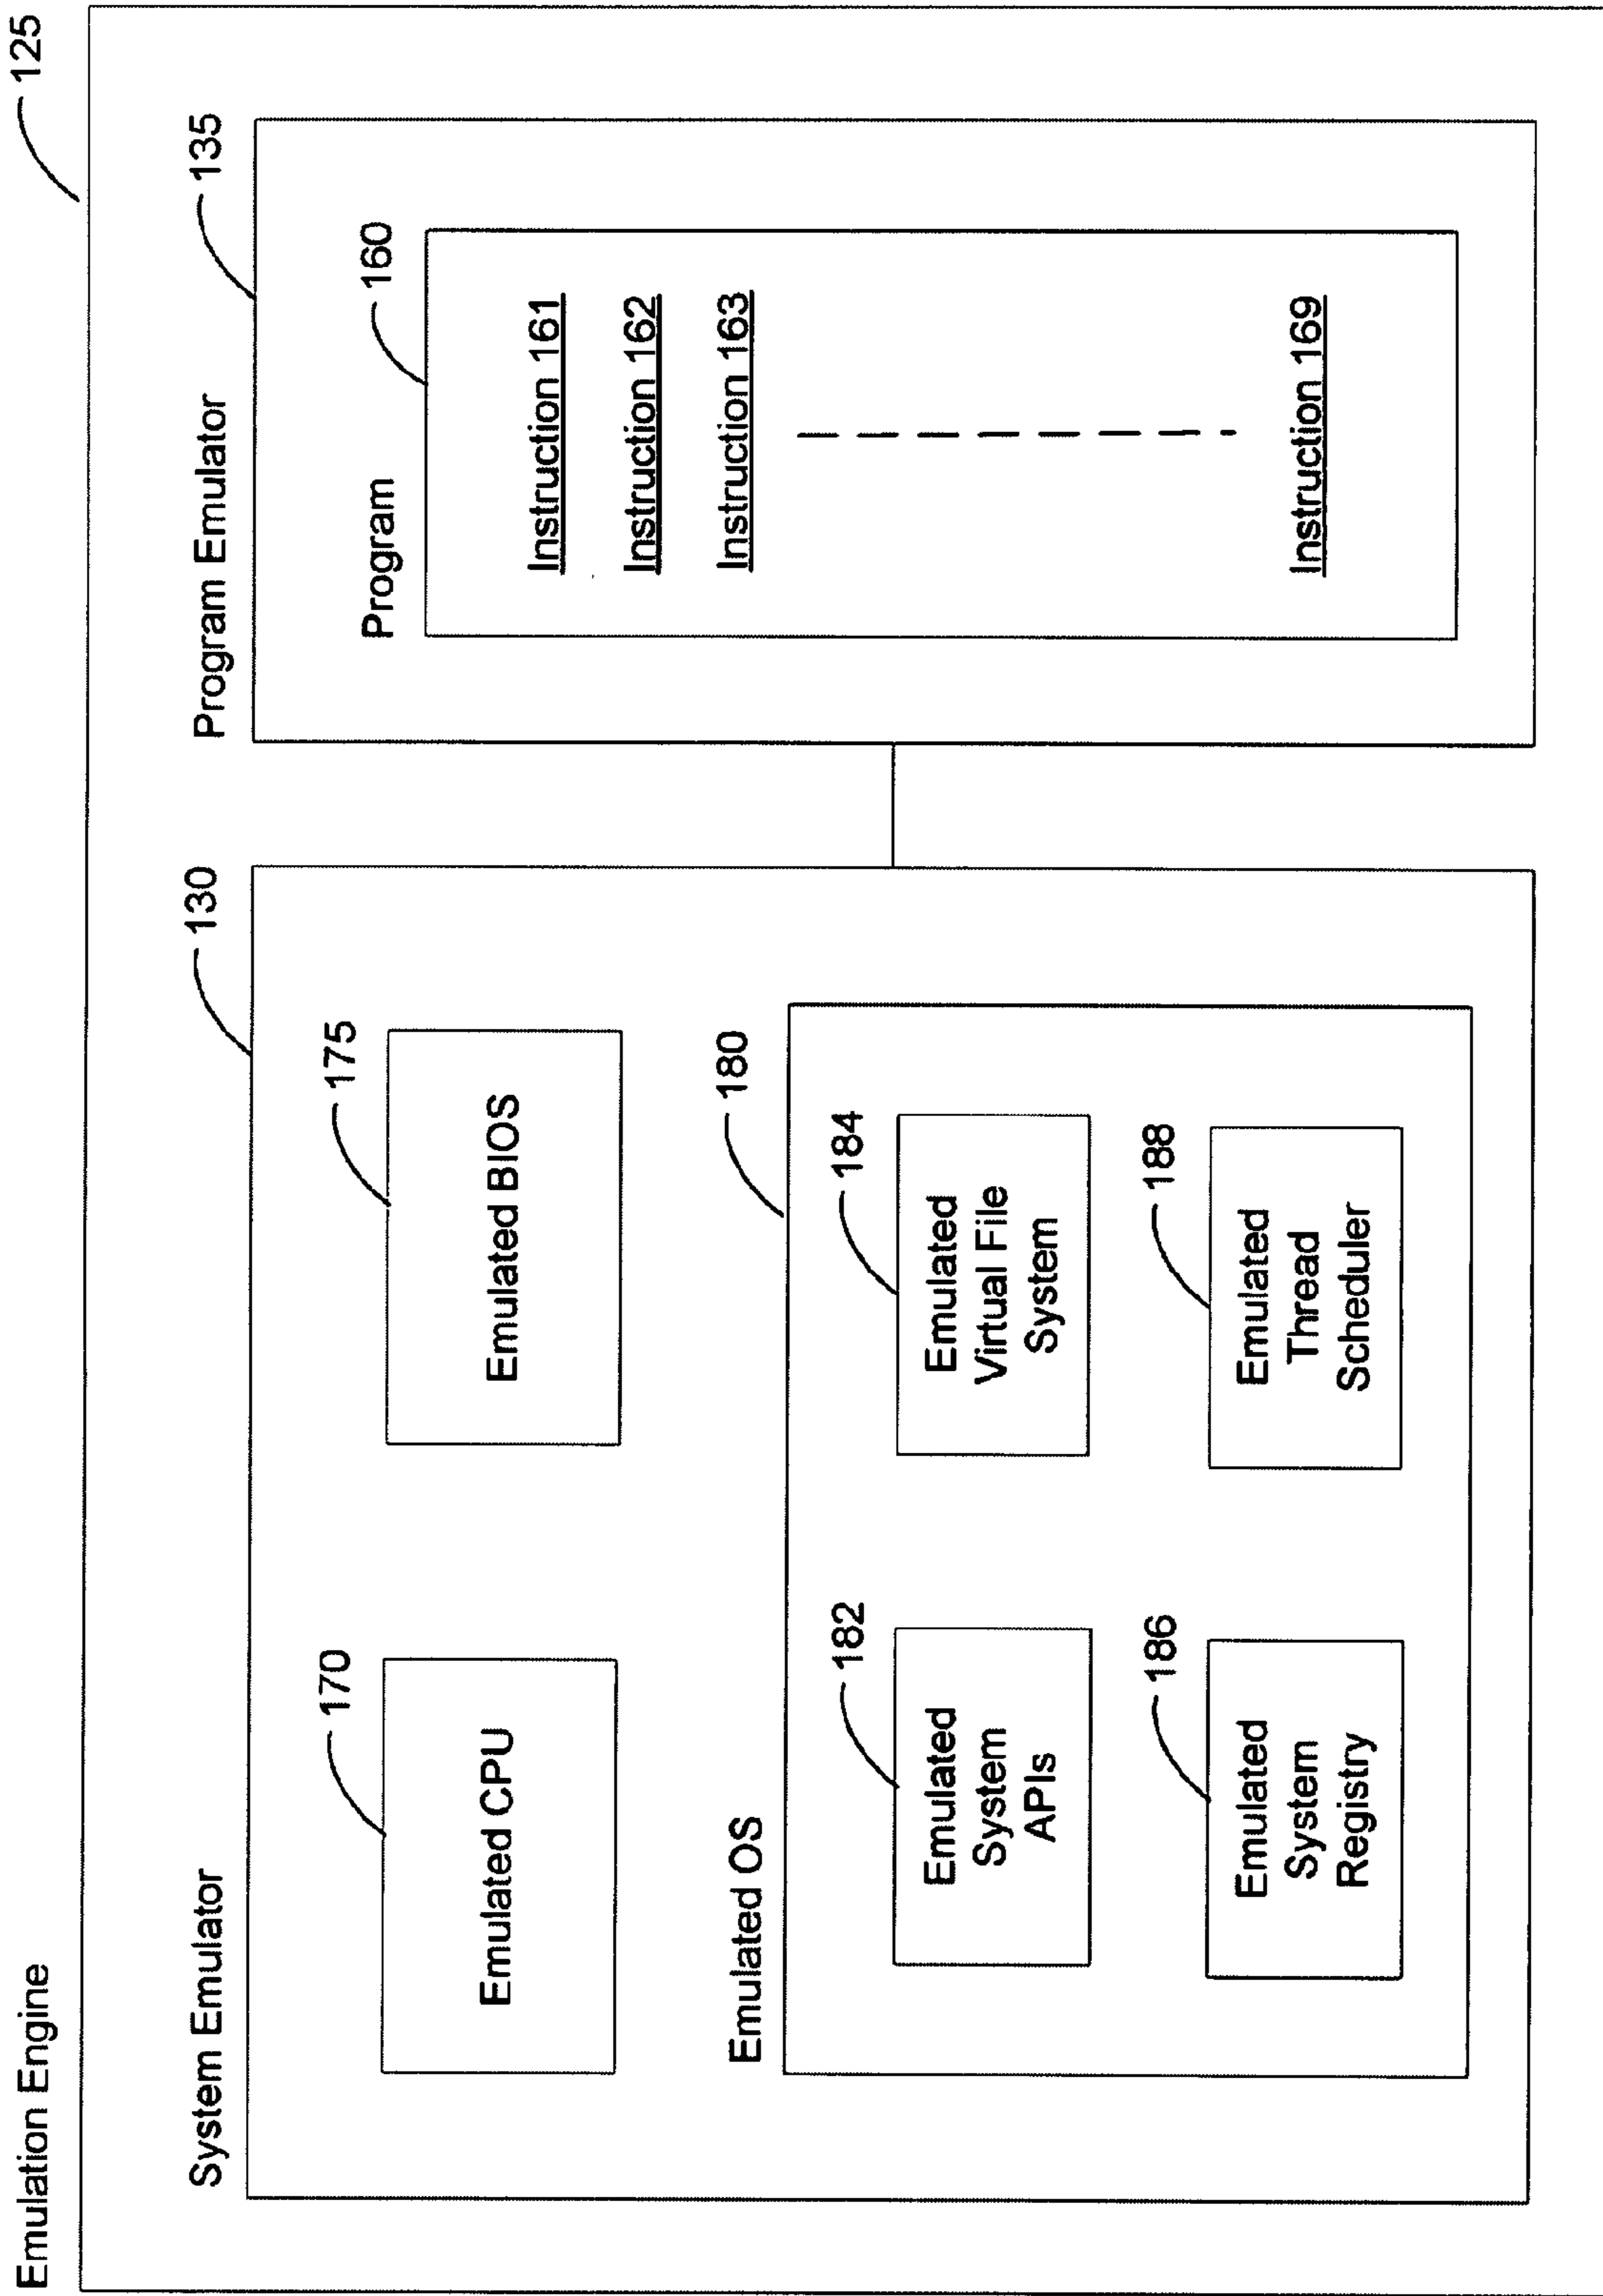 Emulation Engine
125
System Emulator
130
Emulated CPU
170
Emulated BIOS
175
Emulated OS
180
Emulated
System
APIs
182
Emulated
Virtual File
System
184
Emulated
System
Registry
186
Emulated
Thread
Scheduler
188
Program Emulator
135
Program
160
Instruction 161
Instruction 162
Instruction 163
Instruction 169